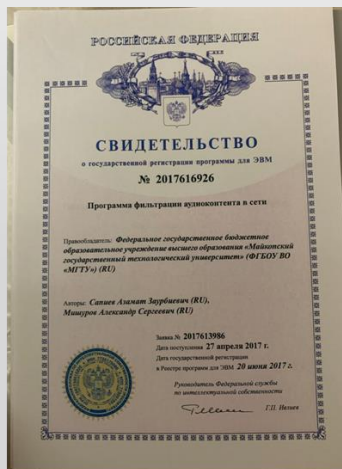 РОССИЙСКАЯ ФЕДЕРАЦИЯ
СВИДЕТЕЛЬСТВО
о государственной регистрации программы для ЭВМ
№ 2017616926
Программа фильтрации аудиоконтента в сети
Правообладатель: Федеральное государственное бюджетное
образовательное учреждение высшего образования «Майкопский
государственный технологический университет» (ФГБОУ ВО
«МГТУ») (RU)
Авторы: Сапиев Азамат Заурбиевич (RU),
Мишуров Александр Сергеевич (RU)
Заявка № 2017613986
Дата поступления 27 апреля 2017 г.
Дата государственной регистрации
в Реестре программ для ЭВМ 20 июня 2017 г.
Руководитель Федеральной службы
по интеллектуальной собственности
Г.П. Ивлиев